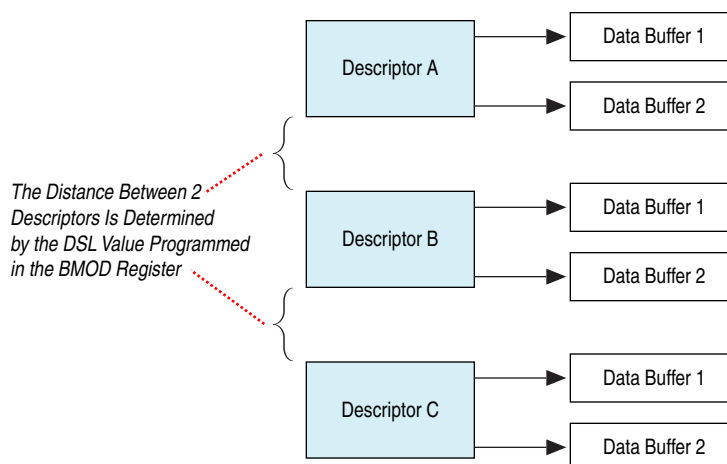 Descriptor A
Data Buffer 1
Data Buffer 2
The Distance Between 2
Descriptors Is Determined
by the DSL Value Programmed
in the BMOD Register
Descriptor B
Data Buffer 1
Data Buffer 2
Descriptor C
Data Buffer 1
Data Buffer 2